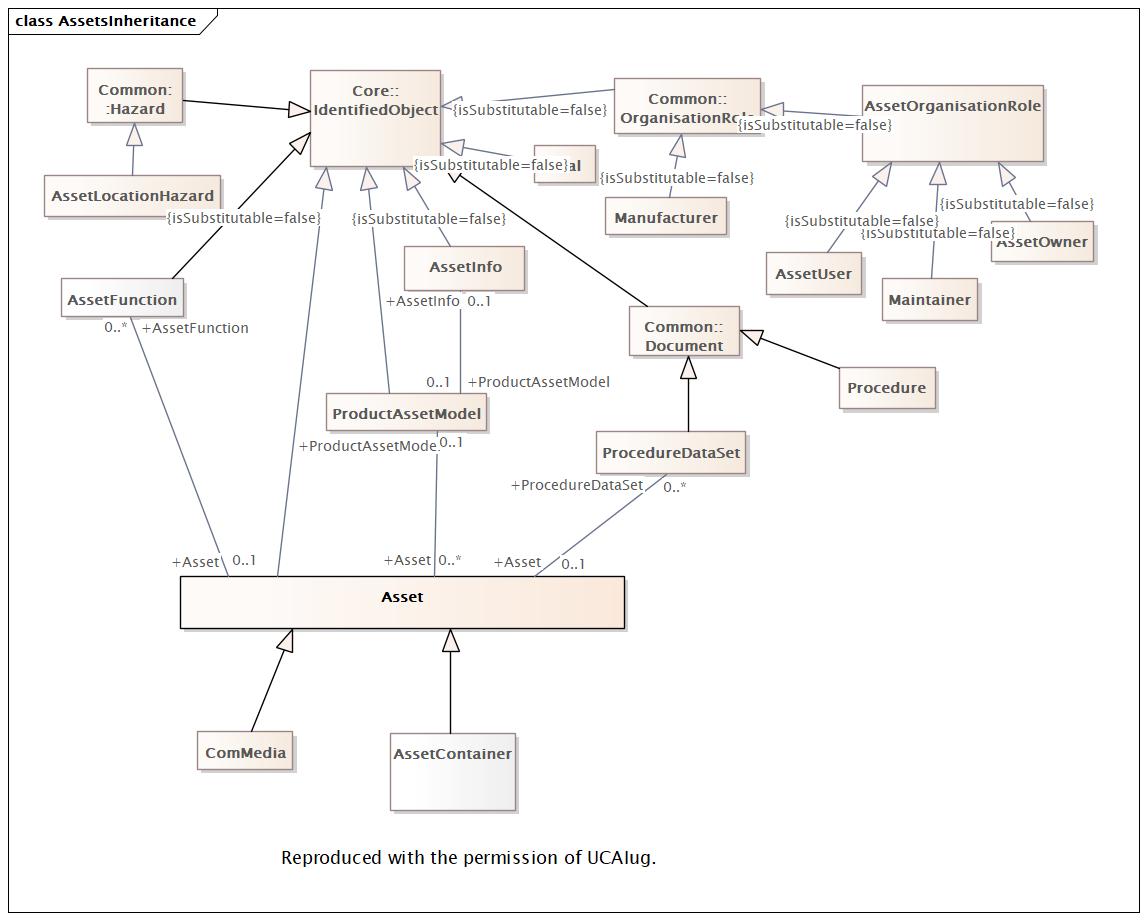 class AssetsInheritance
Common:
:Hazard
Core::
IdentifiedObject
Common::
AssetOrganisationRole
{isSubstitutable=false}
{isSubstitutable=false}
{isSubstitutable=false}
{isSubstitutable=false}
AssetLocationHazard
Manufacturer
{isSubstitutable=false}
{isSubstitutable=false}
{isSubstitutable=false}
{isSubstitutable=false}
{isSubstitutable=false}
AssetOwner
AssetInfo
AssetUser
AssetFunction
Maintainer
+AssetInfo 0..1
0..* +AssetFunction
Common::
Document
0..1 +ProductAssetModel
Procedure
ProductAssetModel
0..1
ProcedureDataSet
+ProcedureDataSet 0..*
+Asset 0..1
+Asset 0..*
+Asset 0..1
Asset
ComMedia
AssetContainer
Reproduced with the permission of UCAIug.